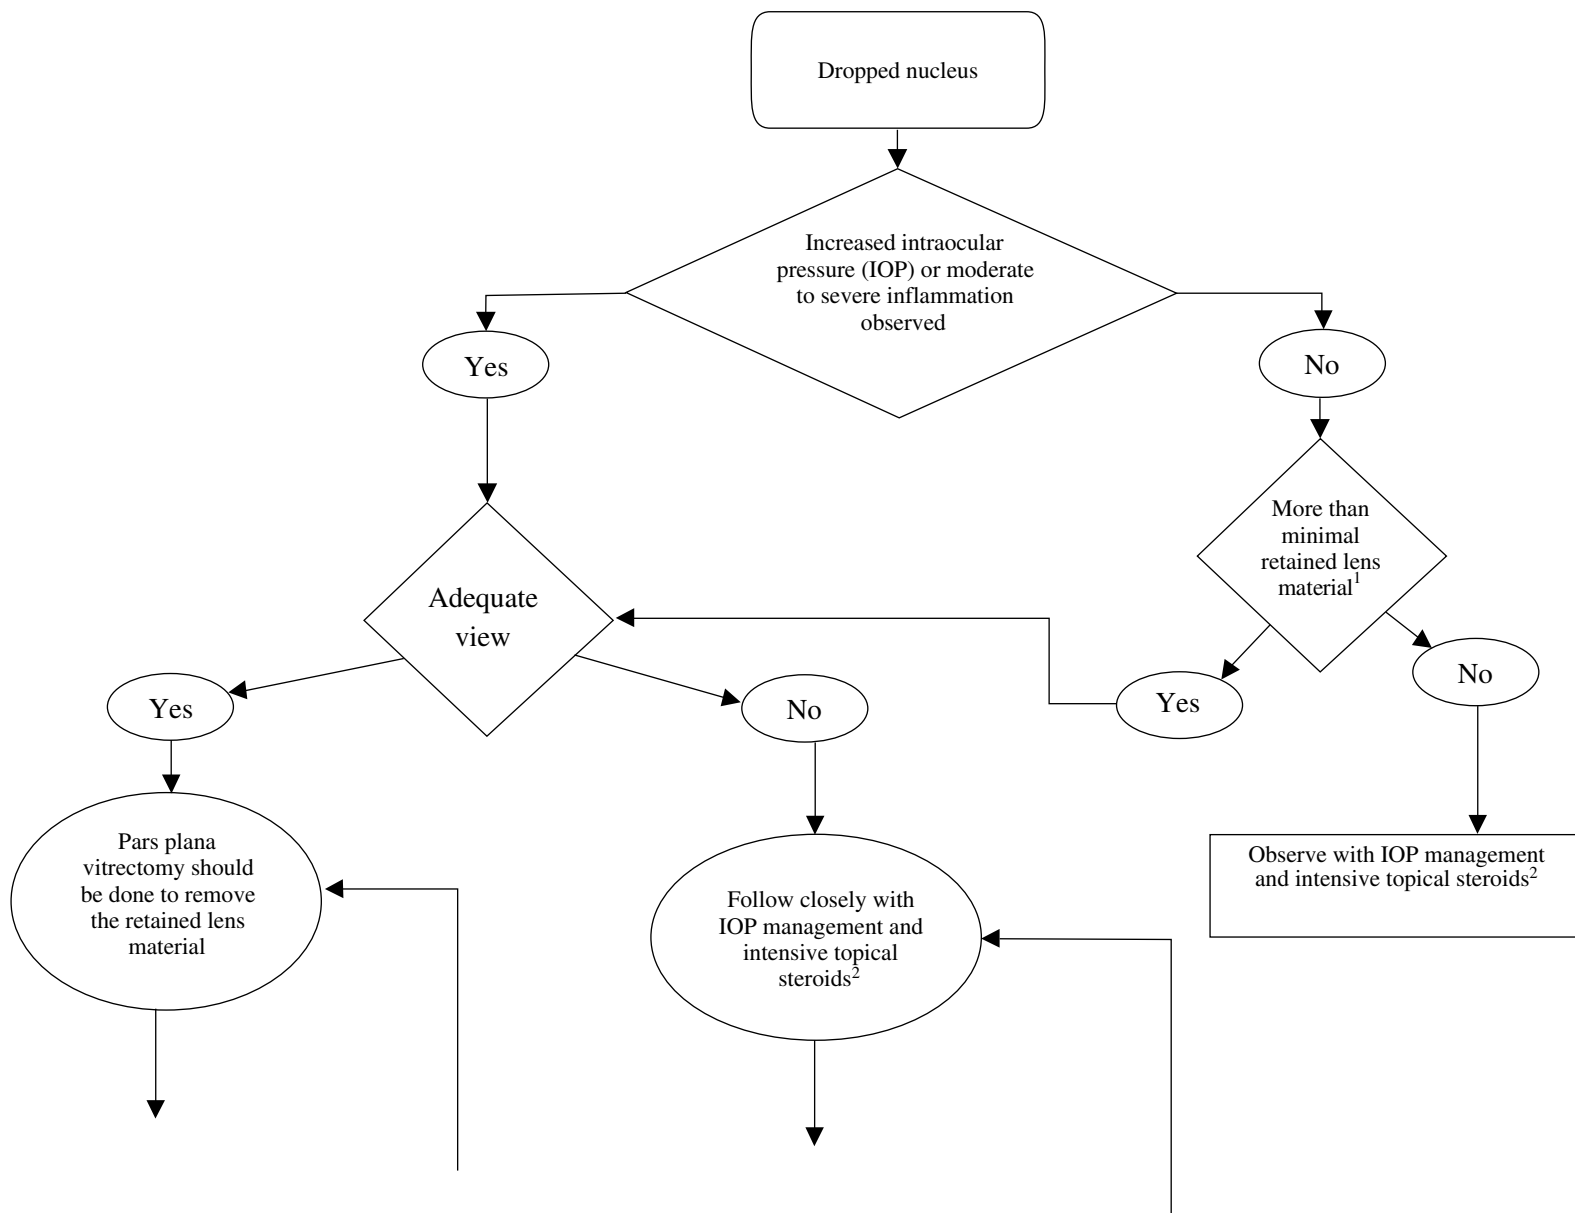 Dropped nucleus
Increased intraocular
pressure (IOP) or moderate
to severe inflammation
observed
Yes
No
More than
minimal
retained lens
material¹
Adequate
view
Yes
No
Yes
No
Pars plana
vitrectomy should
be done to remove
the retained lens
material
Follow closely with
IOP management and
intensive topical
steroids²
Observe with IOP management
and intensive topical steroids²